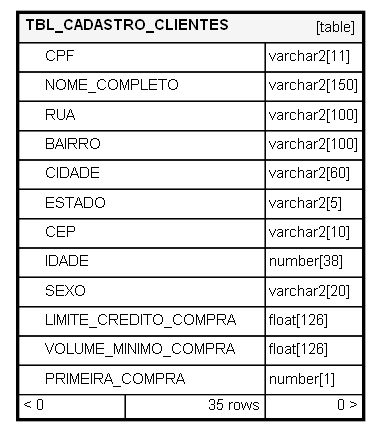 TBL_CADASTRO_CLIENTES [table]
CPF varchar2[11]
NOME_COMPLETO varchar2[150]
RUA varchar2[100]
BAIRRO varchar2[100]
CIDADE varchar2[60]
ESTADO varchar2[5]
CEP varchar2[10]
IDADE number[38]
SEXO varchar2[20]
LIMITE_CREDITO_COMPRA float[126]
VOLUME_MINIMO_COMPRA float[126]
PRIMEIRA_COMPRA number[1]
< 0 35 rows 0 >